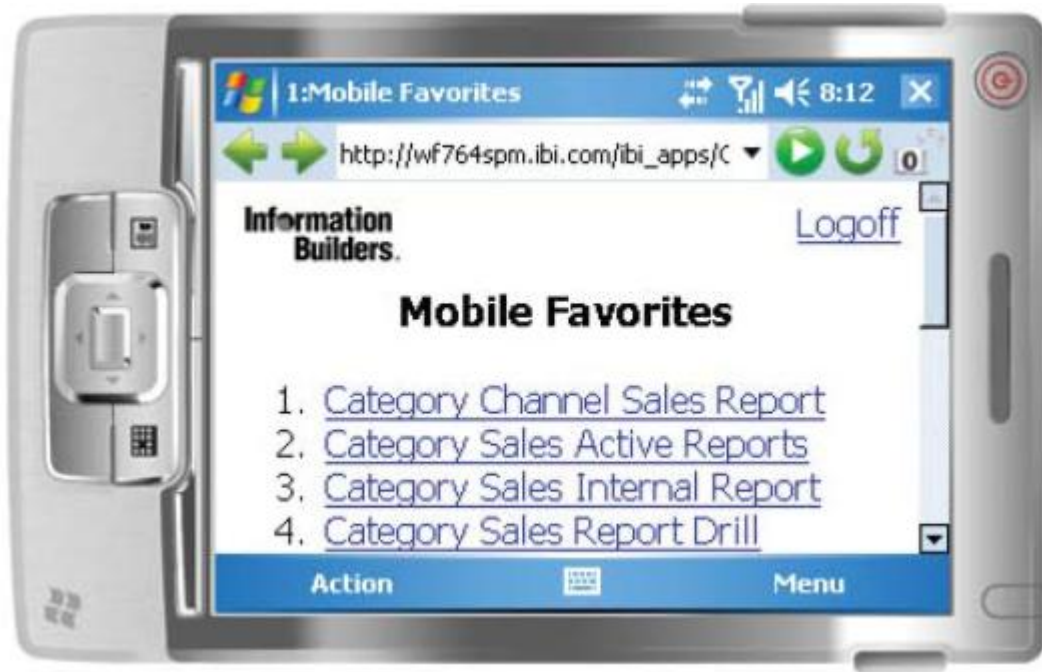 1:Mobile Favorites 8:12
http://wf764spm.ibi.com/ibi_apps/
Information
Builders.
Logoff
Mobile Favorites
1. Category Channel Sales Report
2. Category Sales Active Reports
3. Category Sales Internal Report
4. Category Sales Report Drill
Action Menu